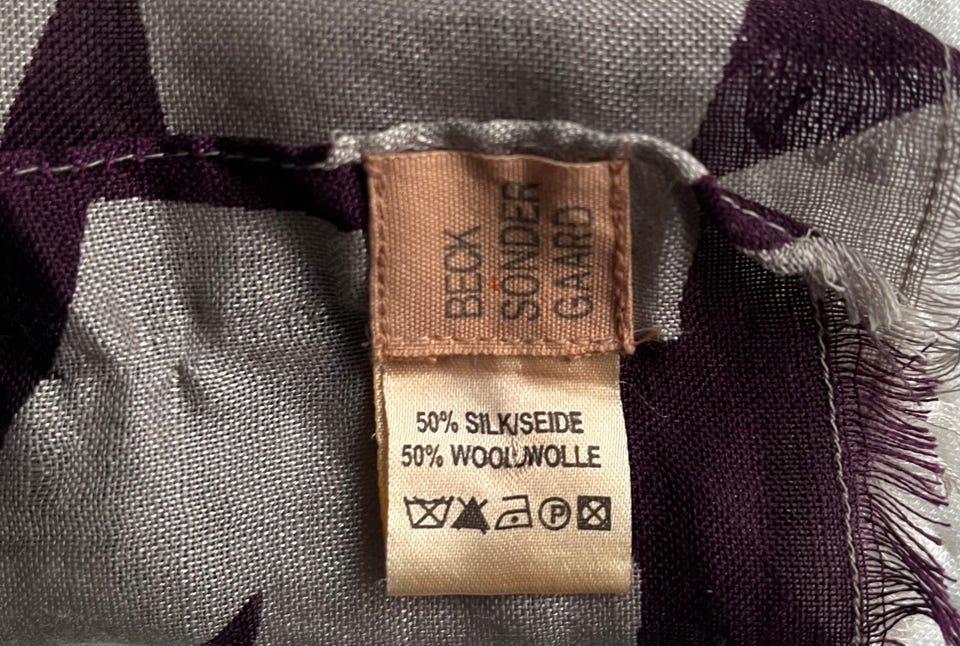 BECK
SÖNDER
GAARD
50% SILK/SEIDE
50% WOOL/WOLLE
P